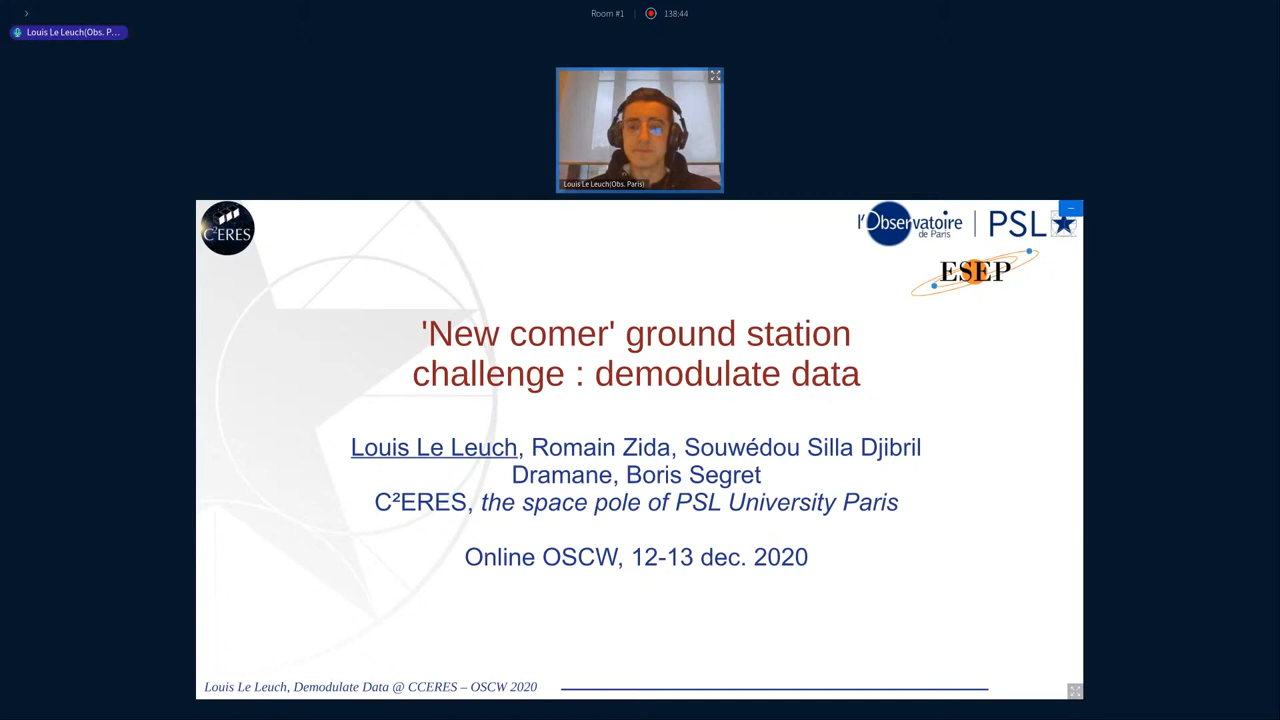 Room #1
138:44
Louis Le Leuch(Obs. P...
Louis Le Leuch(Obs. Paris)
C²ERES
l'Observatoire
de Paris
PSL
ESEP
'New comer' ground station
challenge : demodulate data
Louis Le Leuch, Romain Zida, Souwédou Silla Djibril
Dramane, Boris Segret
C²ERES, the space pole of PSL University Paris
Online OSCW, 12-13 dec. 2020
Louis Le Leuch, Demodulate Data @ CCERES – OSCW 2020